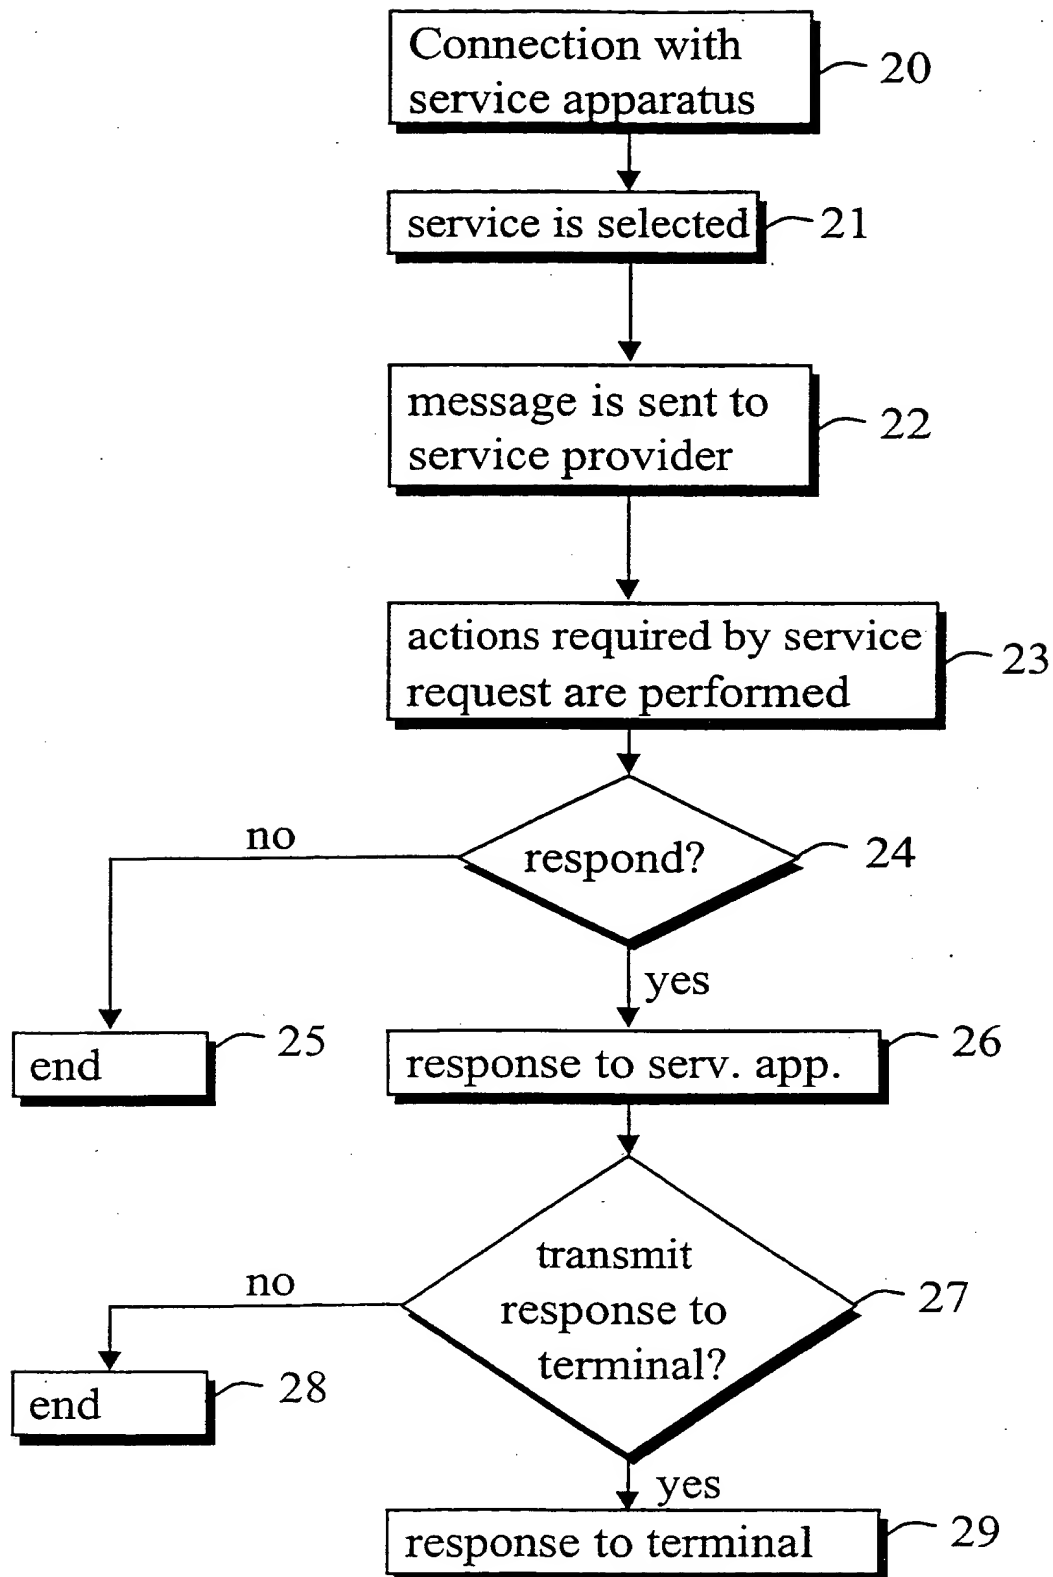 Connection with
service apparatus
20
service is selected
21
message is sent to
service provider
22
actions required by service
request are performed
23
respond?
24
no
yes
end
25
response to serv. app.
26
transmit
response to
terminal?
27
no
end
28
yes
response to terminal
29